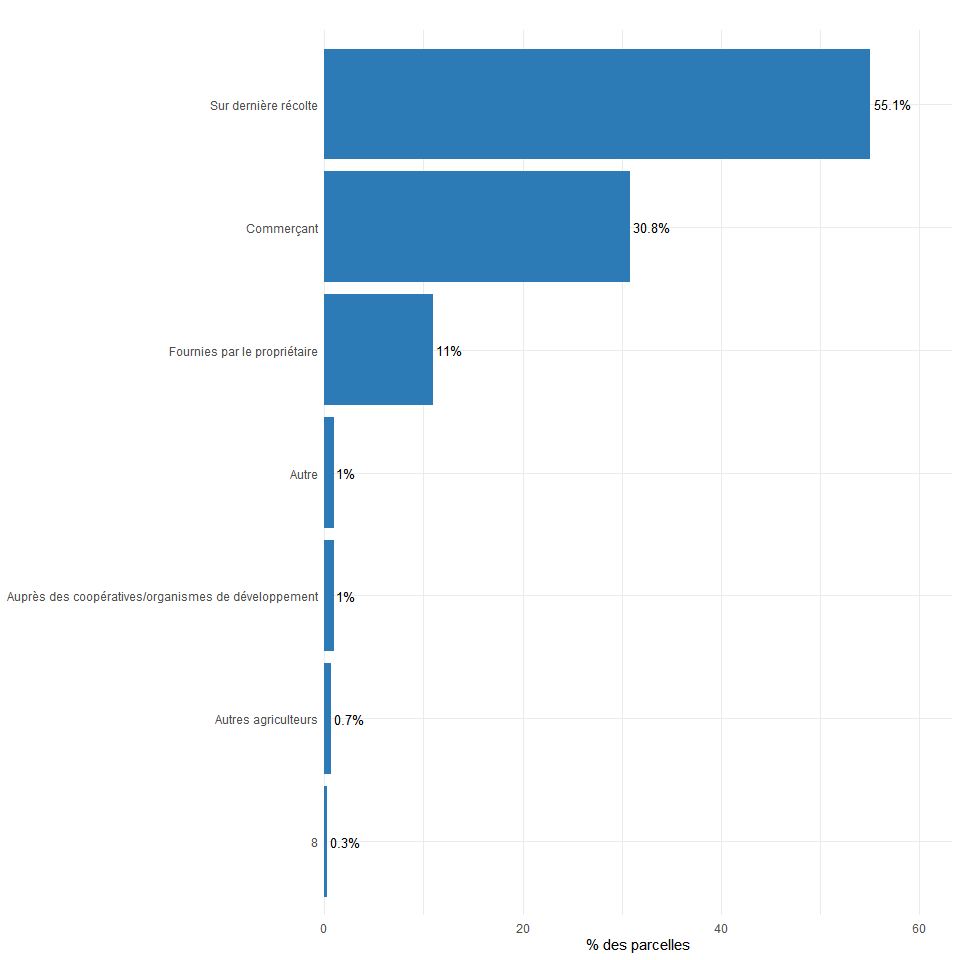 Sur dernière récolte
55.1%
Commerçant
30.8%
Fournies par le propriétaire
11%
Autre
1%
Auprès des coopératives/organismes de développement
1%
Autres agriculteurs
0.7%
8
0.3%
0 20 40 60
% des parcelles